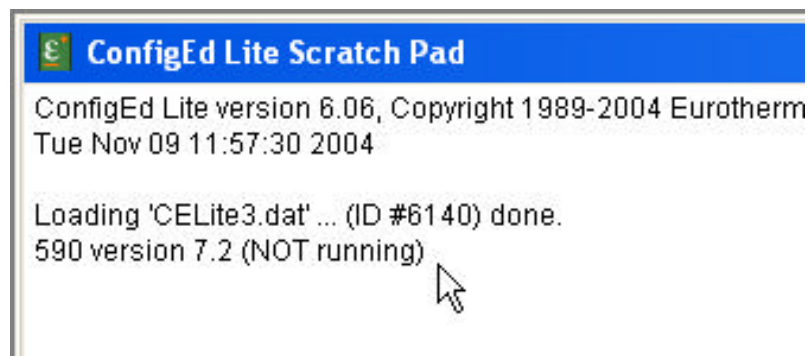 ConfigEd Lite Scratch Pad
ConfigEd Lite version 6.06, Copyright 1989-2004 Eurotherm
Tue Nov 09 11:57:30 2004
Loading 'CELite3.dat' ... (ID #6140) done.
590 version 7.2 (NOT running)